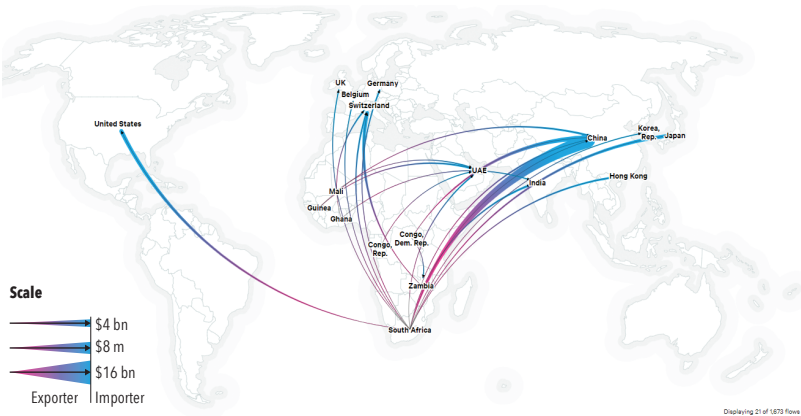 UK
Germany
Belgium
Switzerland
United States
China
Korea,
Rep.
Japan
UAE
India
Hong Kong
Mali
Guinea
Ghana
Congo,
Rep.
Congo,
Dem. Rep.
Zambia
South Africa
Scale
$4 bn
$8 m
$16 bn
Exporter
Importer
Displaying 21 of 1,673 flows